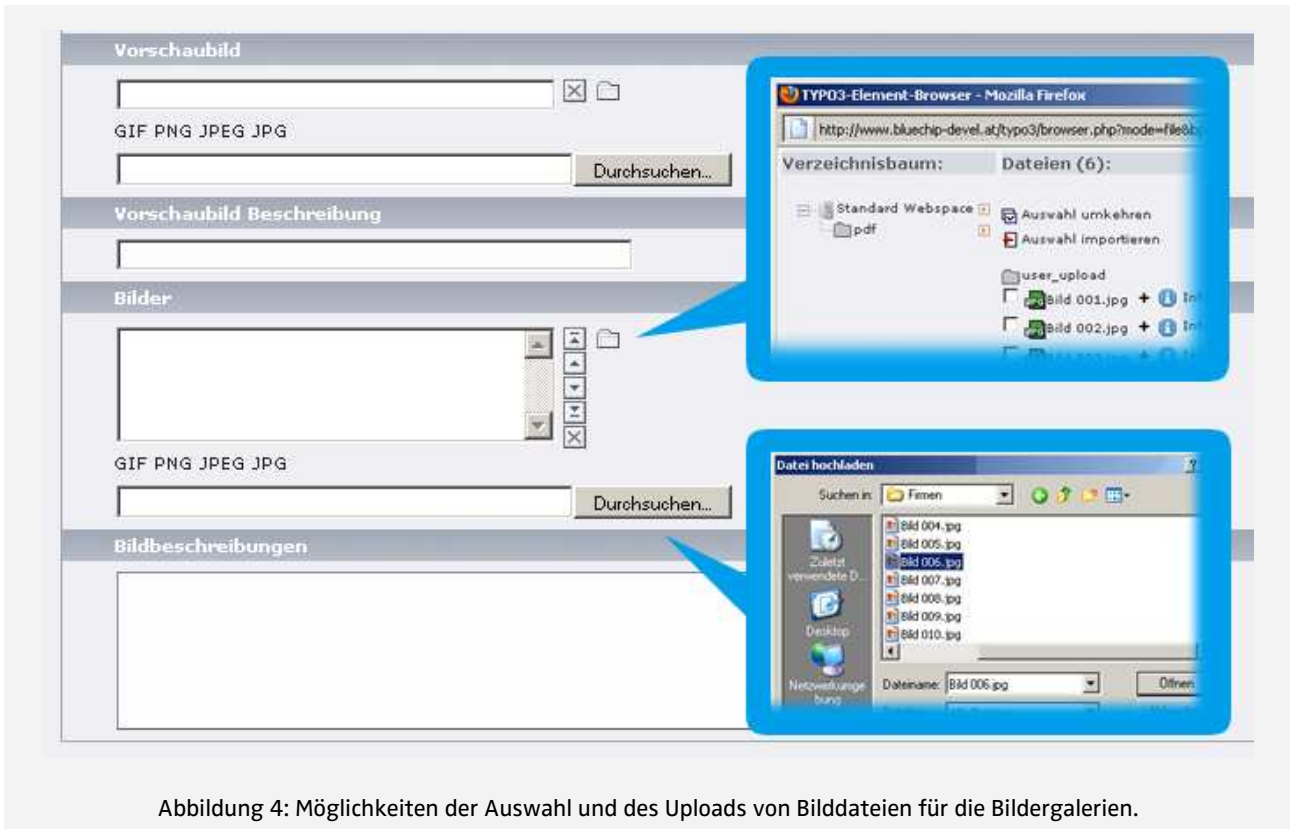 Vorschaubild
GIF PNG JPEG JPG
Durchsuchen...
Vorschaubild Beschreibung
Bilder
GIF PNG JPEG JPG
Durchsuchen...
Bildbeschreibungen
TYPO3-Element-Browser - Mozilla Firefox
http://www.bluechip-devel.at/typo3/browser.php?mode=file&
Verzeichnisbaum: Dateien (6):
Standard Webspace
pdf
Auswahl umkehren
Auswahl importieren
user_upload
Bild 001.jpg
Bild 002.jpg
Datei hochladen
Suchen in: Firmen
Bild 004.jpg
Bild 005.jpg
Bild 006.jpg
Bild 007.jpg
Bild 008.jpg
Bild 009.jpg
Bild 010.jpg
Zuletzt
verwendete D...
Desktop
Netzwerkumge
bung
Dateiname: Bild 006.jpg
Öffnen
Abbildung 4: Möglichkeiten der Auswahl und des Uploads von Bilddateien für die Bildergalerien.